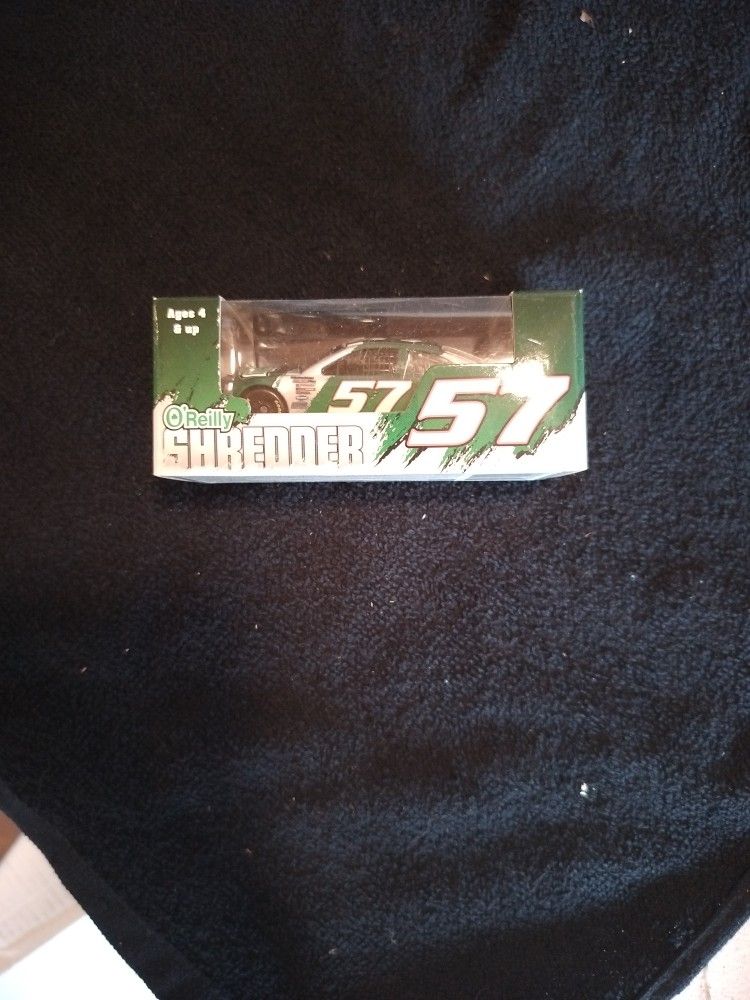 Ages 4
& up
57
57
O'Reilly
SHREDDER